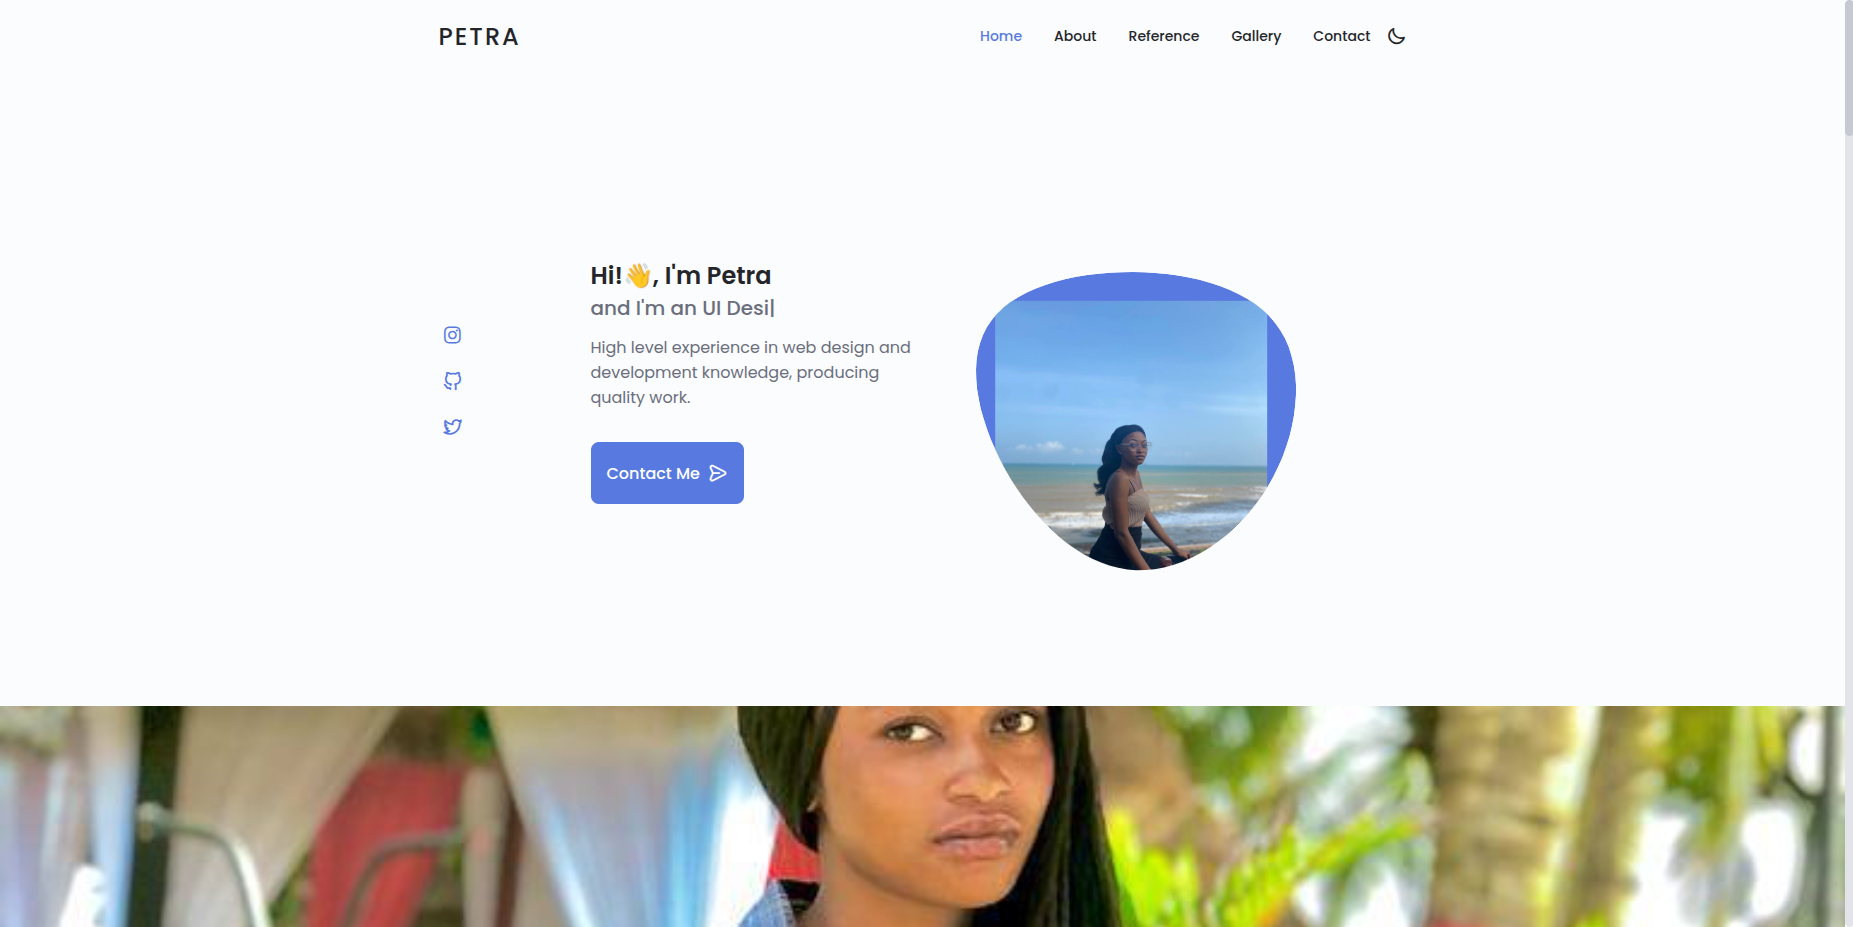 PETRA
Home About Reference Gallery Contact
Hi!👋, I'm Petra
and I'm an UI Desi|
High level experience in web design and
development knowledge, producing
quality work.
Contact Me